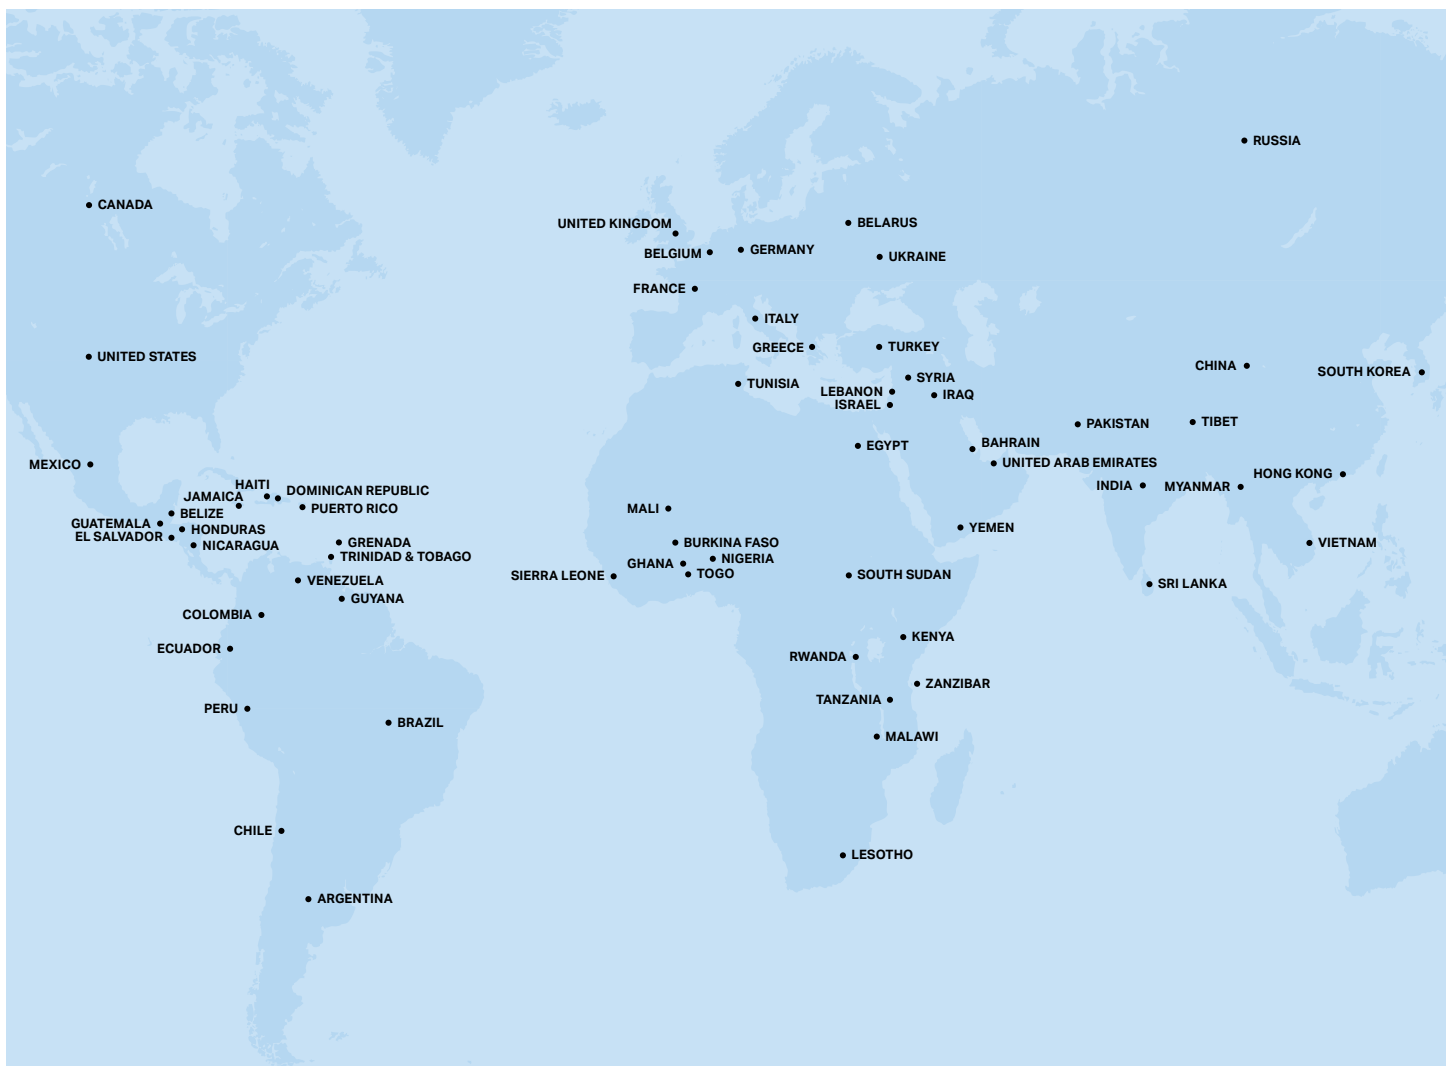 RUSSIA
CANADA
UNITED KINGDOM
BELARUS
BELGIUM
GERMANY
UKRAINE
FRANCE
ITALY
GREECE
TURKEY
UNITED STATES
CHINA
SOUTH KOREA
TUNISIA
SYRIA
LEBANON
IRAQ
ISRAEL
PAKISTAN
TIBET
EGYPT
BAHRAIN
UNITED ARAB EMIRATES
MEXICO
HONG KONG
INDIA
MYANMAR
HAITI
DOMINICAN REPUBLIC
JAMAICA
PUERTO RICO
BELIZE
MALI
GUATEMALA
HONDURAS
YEMEN
EL SALVADOR
NICARAGUA
GRENADA
BURKINA FASO
VIETNAM
TRINIDAD & TOBAGO
NIGERIA
GHANA
TOGO
SIERRA LEONE
SOUTH SUDAN
VENEZUELA
SRI LANKA
GUYANA
COLOMBIA
KENYA
ECUADOR
RWANDA
ZANZIBAR
TANZANIA
PERU
BRAZIL
MALAWI
CHILE
LESOTHO
ARGENTINA